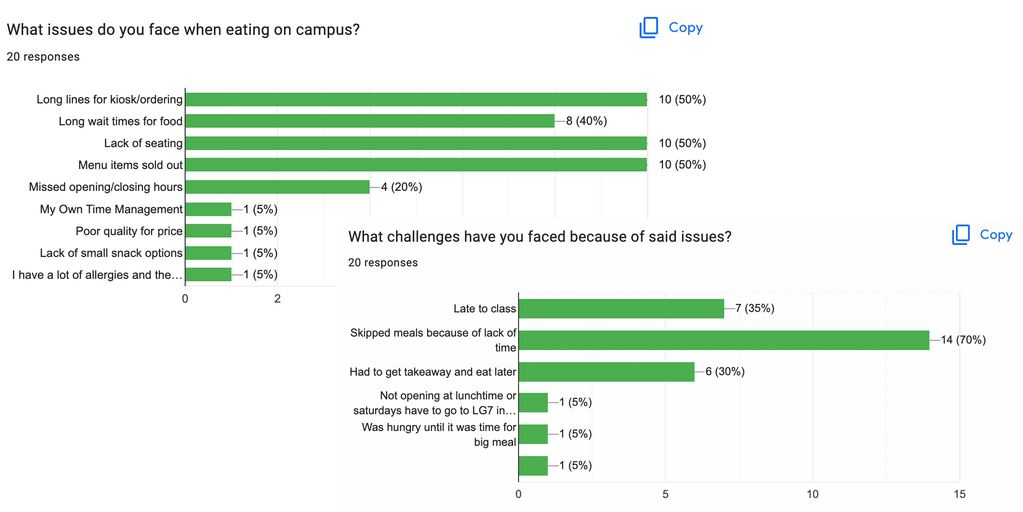 What issues do you face when eating on campus?
Copy
20 responses
Long lines for kiosk/ordering
10 (50%)
Long wait times for food
8 (40%)
Lack of seating
10 (50%)
Menu items sold out
10 (50%)
Missed opening/closing hours
4 (20%)
My Own Time Management
1 (5%)
Poor quality for price
1 (5%)
Lack of small snack options
1 (5%)
I have a lot of allergies and the…
1 (5%)
0
2
What challenges have you faced because of said issues?
Copy
20 responses
Late to class
7 (35%)
Skipped meals because of lack of
time
14 (70%)
Had to get takeaway and eat later
6 (30%)
Not opening at lunchtime or
saturdays have to go to LG7 in…
1 (5%)
Was hungry until it was time for
big meal
1 (5%)
1 (5%)
0
5
10
15